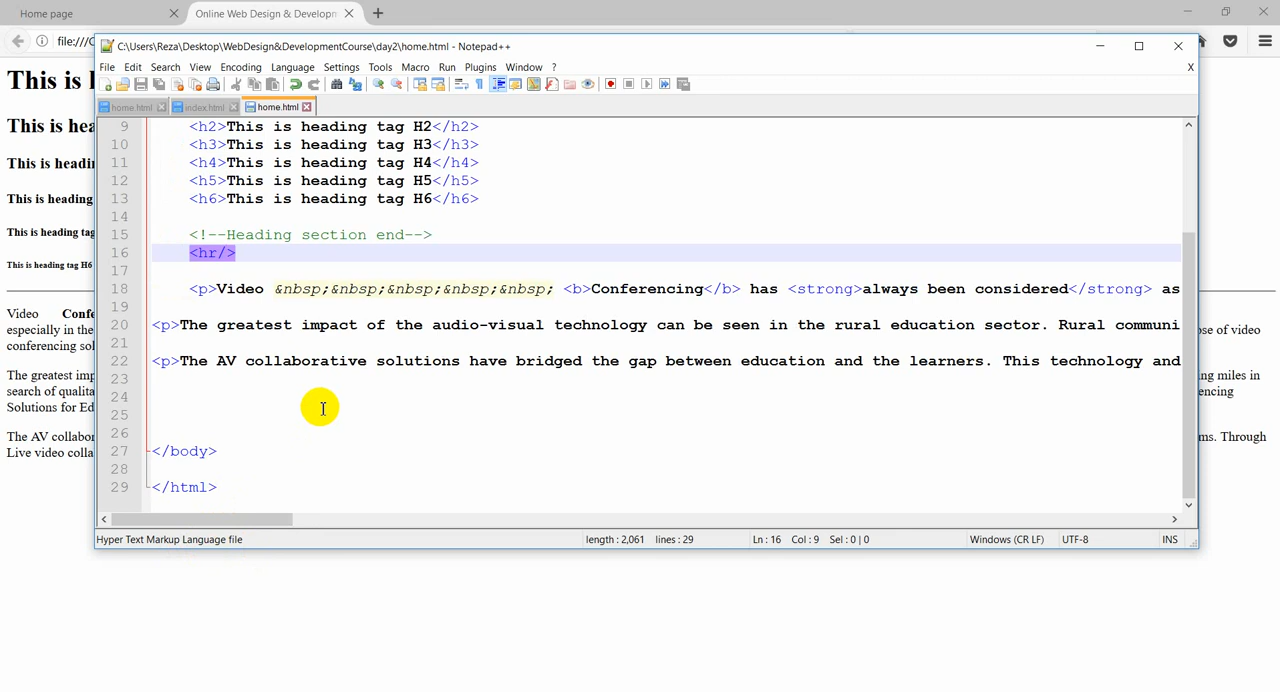 Home page
Online Web Design & Developm
file:///C
C:\Users\Reza\Desktop\WebDesign&DevelopmentCourse\day2\home.html - Notepad++
File Edit Search View Encoding Language Settings Tools Macro Run Plugins Window ? X
home.html index.html home.html
This is
This is hea
This is headin
This is heading
This is heading tag
This is heading tag H6
Video Confe
especially in the
conferencing sol
The greatest imp
search of qualita
Solutions for Ed
The AV collabor
Live video colla
9 <h2>This is heading tag H2</h2>
10 <h3>This is heading tag H3</h3>
11 <h4>This is heading tag H4</h4>
12 <h5>This is heading tag H5</h5>
13 <h6>This is heading tag H6</h6>
14
15 <!--Heading section end-->
16 <hr/>
17
18 <p>Video &nbsp;&nbsp;&nbsp;&nbsp;&nbsp; <b>Conferencing</b> has <strong>always been considered</strong> as
19
20 <p>The greatest impact of the audio-visual technology can be seen in the rural education sector. Rural communi
21
22 <p>The AV collaborative solutions have bridged the gap between education and the learners. This technology and
23
24
25
26
27 </body>
28
29 </html>
ose of video
ing miles in
encing
ms. Through
Hyper Text Markup Language file length : 2,061 lines : 29 Ln : 16 Col : 9 Sel : 0 | 0 Windows (CR LF) UTF-8 INS